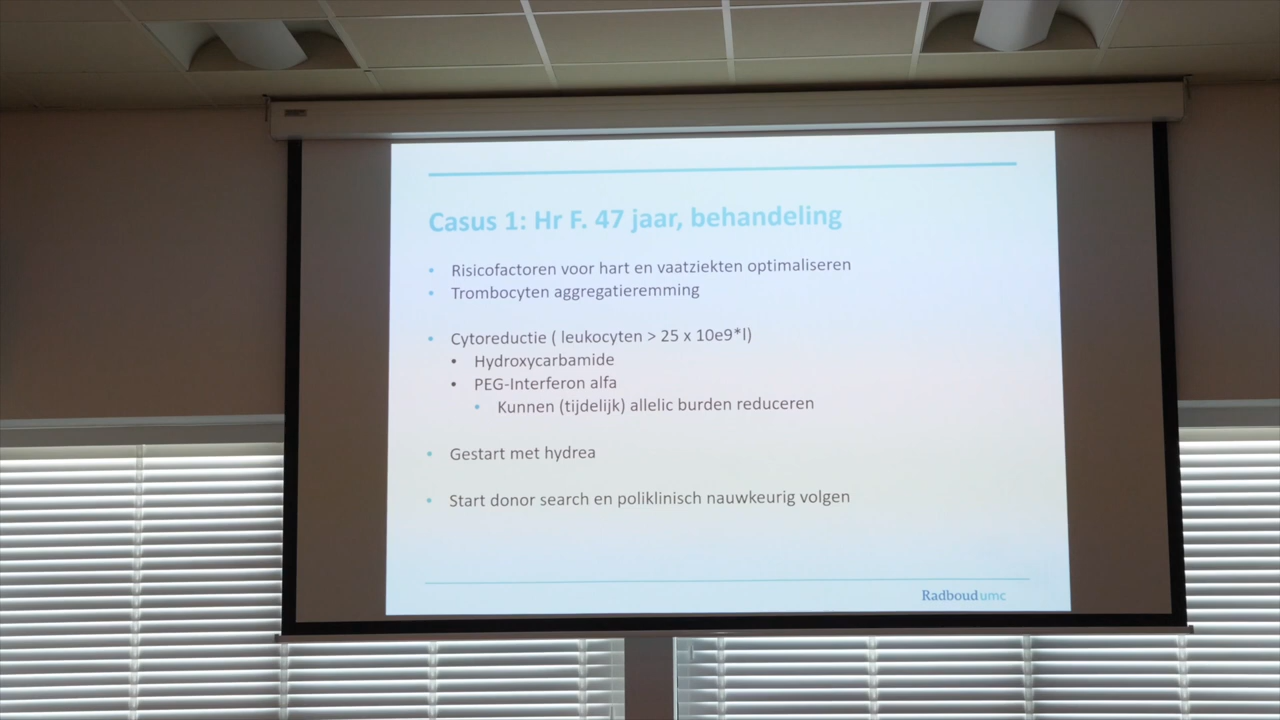 Casus 1: Hr F. 47 jaar, behandeling
• Risicofactoren voor hart en vaatziekten optimaliseren
• Trombocyten aggregatieremming
• Cytoreductie ( leukocyten > 25 x 10e9*l)
• Hydroxycarbamide
• PEG-Interferon alfa
• Kunnen (tijdelijk) allelic burden reduceren
• Gestart met hydrea
• Start donor search en poliklinisch nauwkeurig volgen
Radboudumc